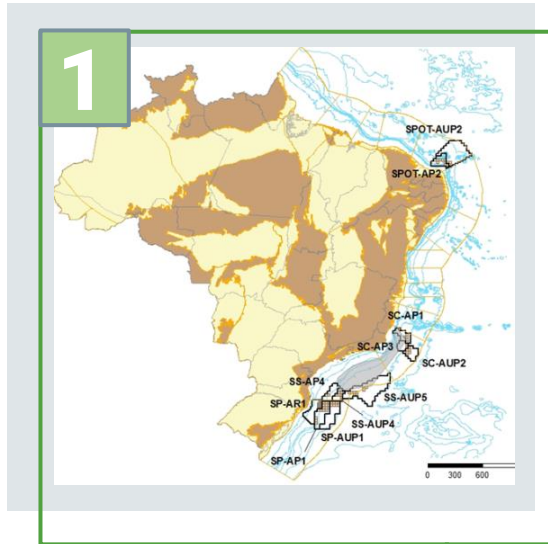 1
SPOT-AUP2
SPOT-AP2
SC-AP1
SC-AP3
SC-AUP2
SS-AP4
SS-AUP5
SP-AR1
SS-AUP4
SP-AUP1
SP-AP1
0 300 600